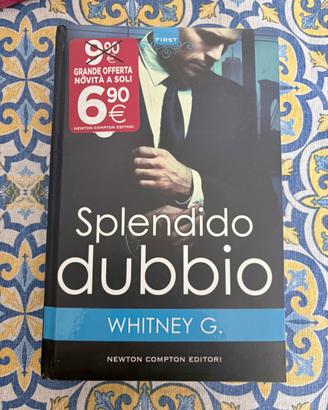 FIRST
9,90
€
GRANDE OFFERTA
NOVITÀ A SOLI
6,90
€
NEWTON COMPTON EDITORI
Splendido
dubbio
WHITNEY G.
NEWTON COMPTON EDITORI